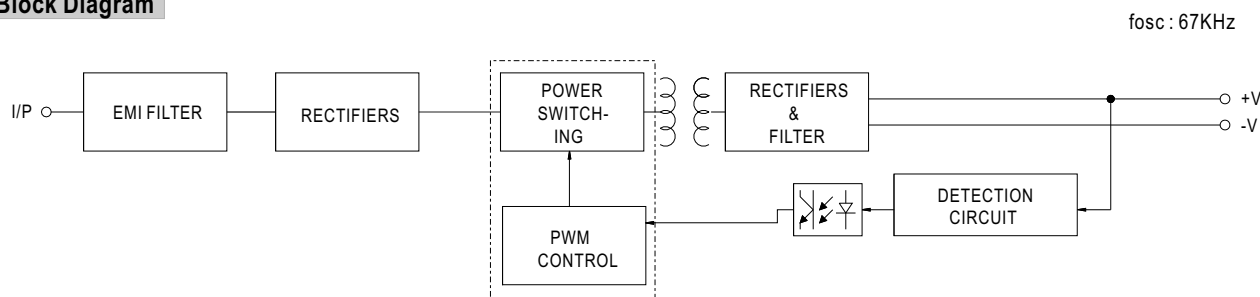 Block Diagram
fosc : 67KHz
I/P
EMI FILTER
RECTIFIERS
POWER
SWITCH-
ING
RECTIFIERS
&
FILTER
+V
-V
DETECTION
CIRCUIT
PWM
CONTROL